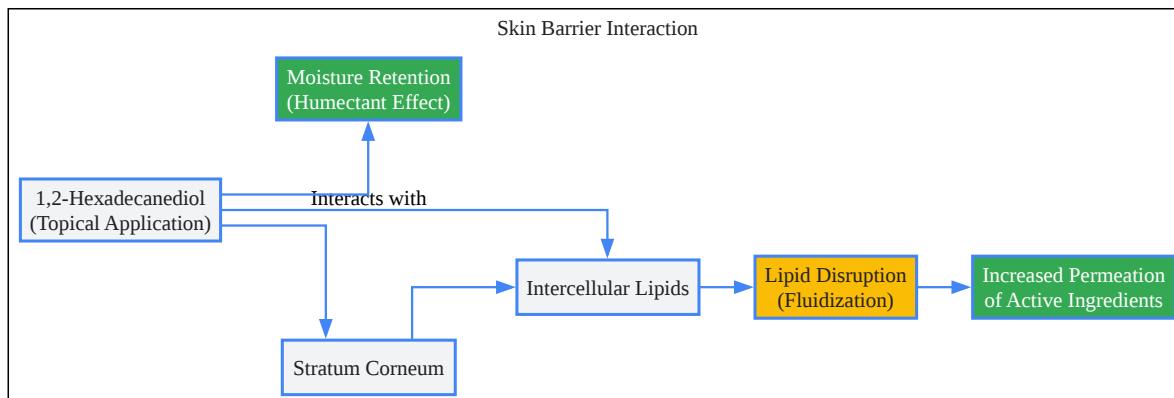 Skin Barrier Interaction
Moisture Retention
(Humectant Effect)
1,2-Hexadecanediol
(Topical Application)
Interacts with
Intercellular Lipids
Lipid Disruption
(Fluidization)
Increased Permeation
of Active Ingredients
Stratum Corneum